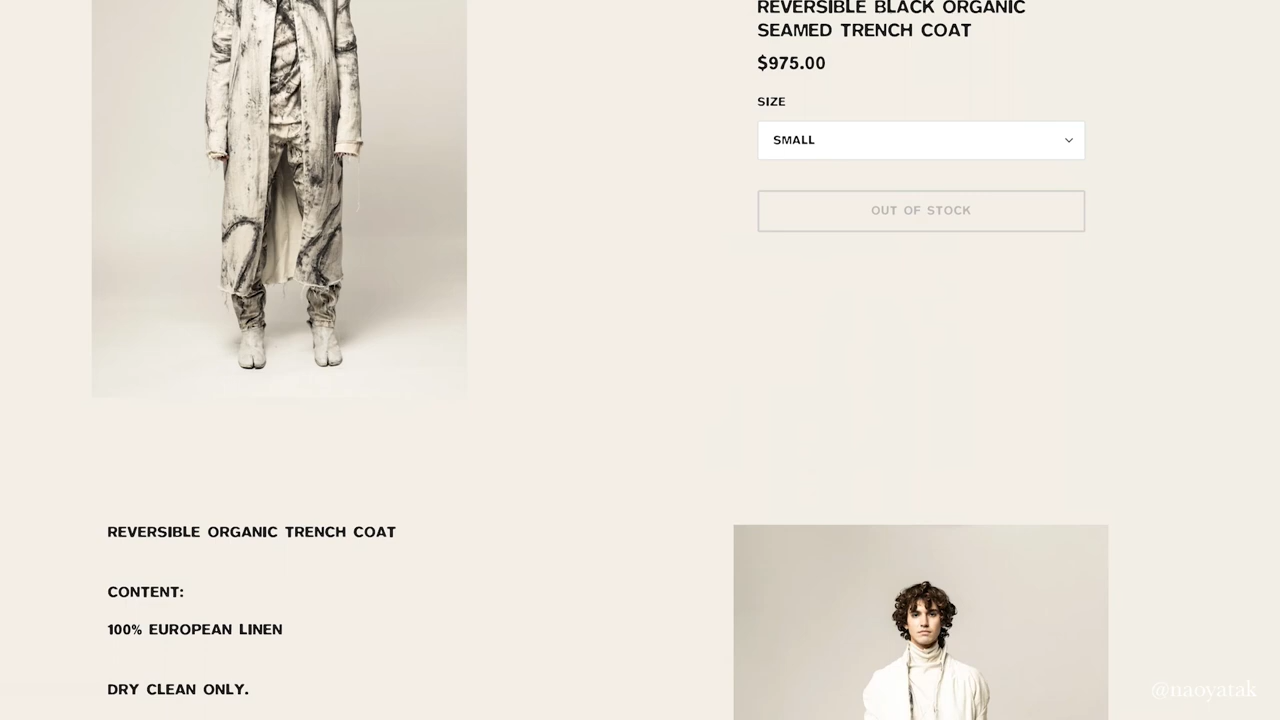 REVERSIBLE BLACK ORGANIC
SEAMED TRENCH COAT
$975.00
SIZE
SMALL
OUT OF STOCK
REVERSIBLE ORGANIC TRENCH COAT
CONTENT:
100% EUROPEAN LINEN
DRY CLEAN ONLY.
@naoyatak